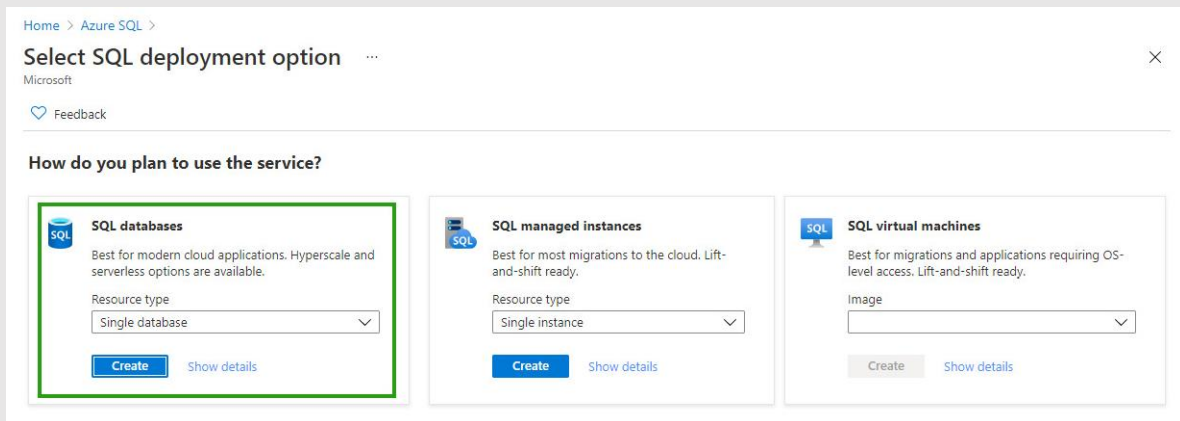 Home > Azure SQL >
Select SQL deployment option ...
Microsoft
Feedback
How do you plan to use the service?
SQL
SQL databases
Best for modern cloud applications. Hyperscale and
serverless options are available.
Resource type
Single database
Create Show details
SQL
SQL managed instances
Best for most migrations to the cloud. Lift-
and-shift ready.
Resource type
Single instance
Create Show details
SQL
SQL virtual machines
Best for migrations and applications requiring OS-
level access. Lift-and-shift ready.
Image
Create Show details